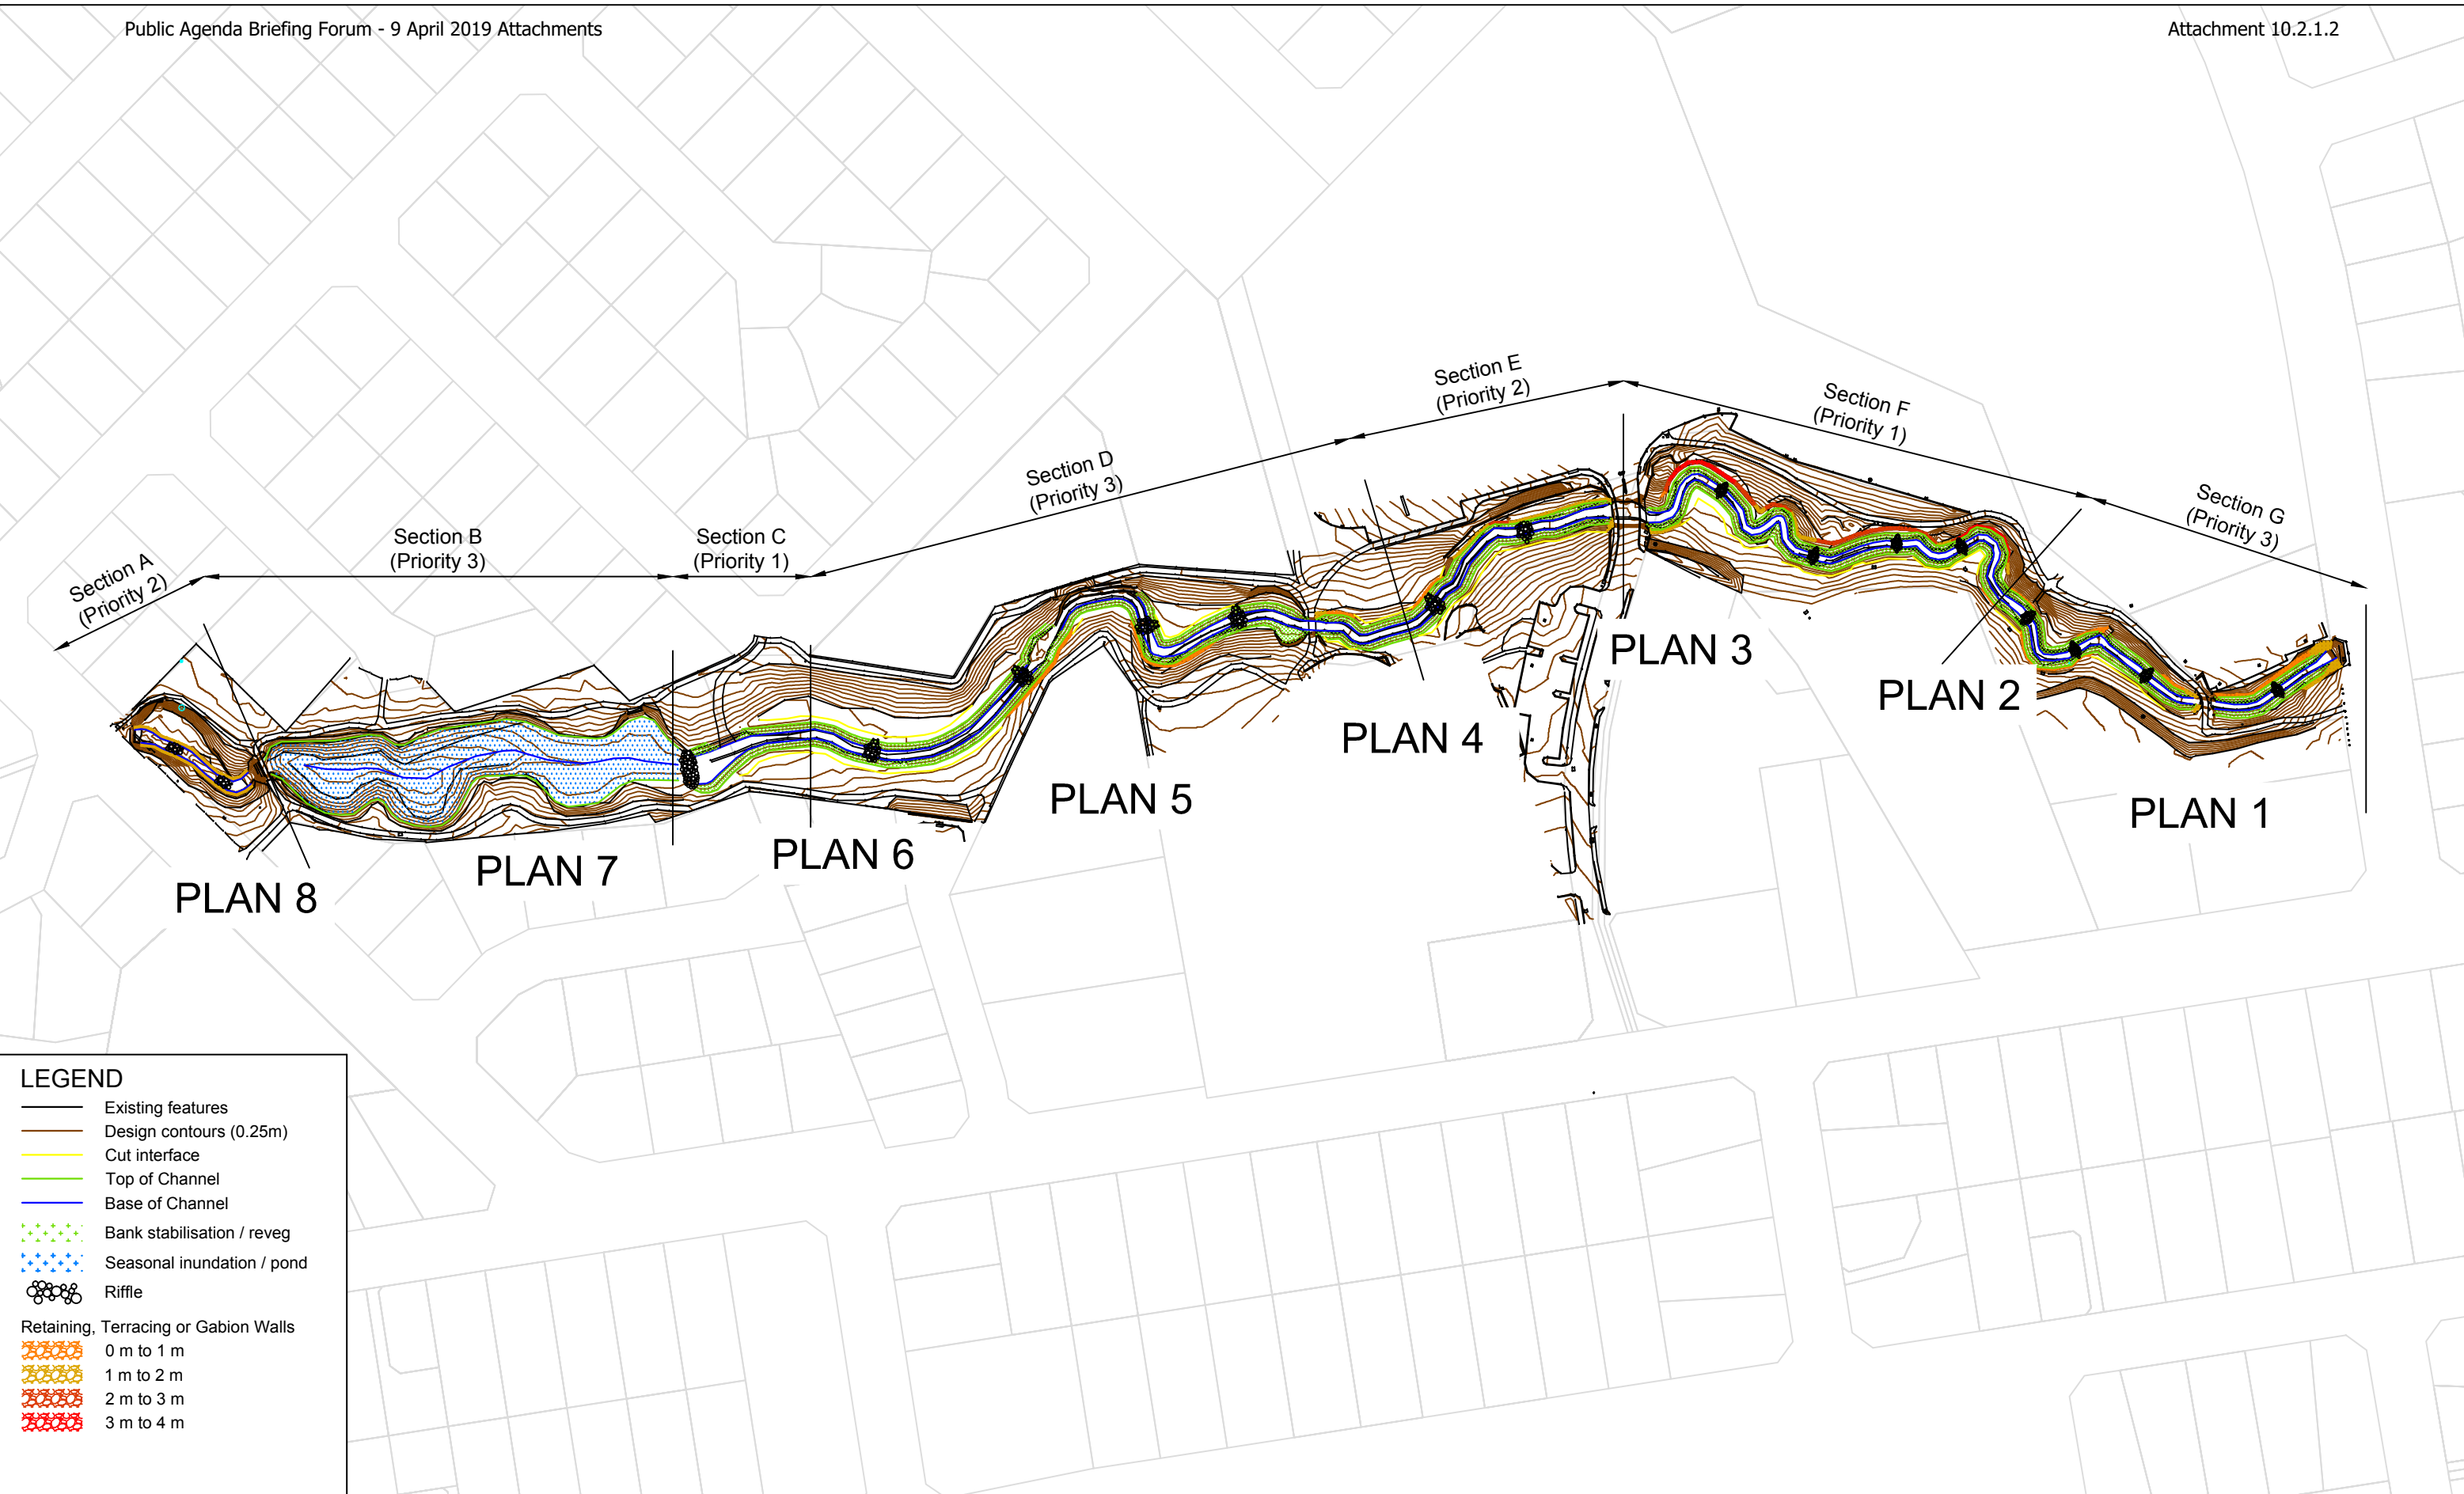 Public Agenda Briefing Forum - 9 April 2019 Attachments
Attachment 10.2.1.2
Section A
(Priority 2)
Section B
(Priority 3)
Section C
(Priority 1)
Section D
(Priority 3)
Section E
(Priority 2)
Section F
(Priority 1)
Section G
(Priority 3)
PLAN 8
PLAN 7
PLAN 6
PLAN 5
PLAN 4
PLAN 3
PLAN 2
PLAN 1
LEGEND
Existing features
Design contours (0.25m)
Cut interface
Top of Channel
Base of Channel
Bank stabilisation / reveg
Seasonal inundation / pond
Riffle
Retaining, Terracing or Gabion Walls
0 m to 1 m
1 m to 2 m
2 m to 3 m
3 m to 4 m